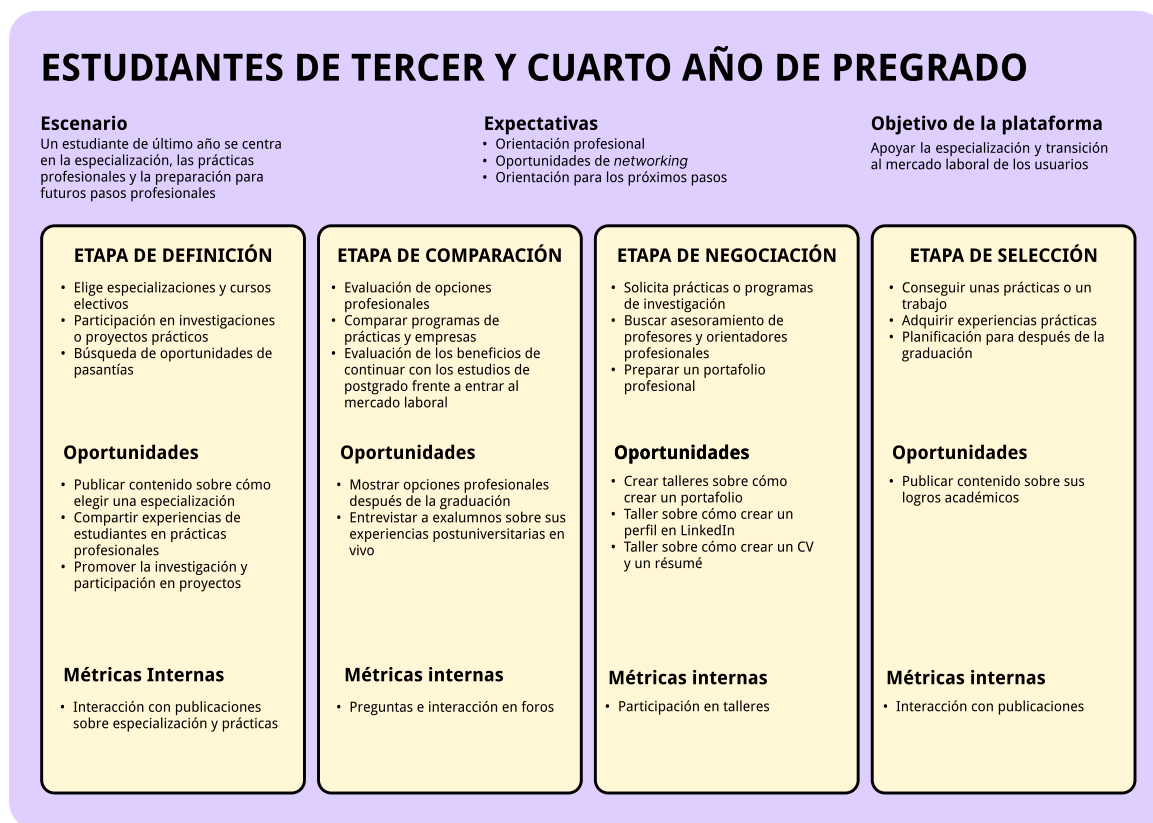 ESTUDIANTES DE TERCER Y CUARTO AÑO DE PREGRADO
Escenario
Un estudiante de último año se centra
en la especialización, las prácticas
profesionales y la preparación para
futuros pasos profesionales
Expectativas
• Orientación profesional
• Oportunidades de networking
• Orientación para los próximos pasos
Objetivo de la plataforma
Apoyar la especialización y transición
al mercado laboral de los usuarios
ETAPA DE DEFINICIÓN
• Elige especializaciones y cursos
electivos
• Participación en investigaciones
o proyectos prácticos
• Búsqueda de oportunidades de
pasantías
Oportunidades
• Publicar contenido sobre cómo
elegir una especialización
• Compartir experiencias de
estudiantes en prácticas
profesionales
• Promover la investigación y
participación en proyectos
Métricas Internas
• Interacción con publicaciones
sobre especialización y prácticas
ETAPA DE COMPARACIÓN
• Evaluación de opciones
profesionales
• Comparar programas de
prácticas y empresas
• Evaluación de los beneficios de
continuar con los estudios de
postgrado frente a entrar al
mercado laboral
Oportunidades
• Mostrar opciones profesionales
después de la graduación
• Entrevistar a exalumnos sobre sus
experiencias postuniversitarias en
vivo
Métricas internas
• Preguntas e interacción en foros
ETAPA DE NEGOCIACIÓN
• Solicita prácticas o programas
de investigación
• Buscar asesoramiento de
profesores y orientadores
profesionales
• Preparar un portafolio
profesional
Oportunidades
• Crear talleres sobre cómo
crear un portafolio
• Taller sobre cómo crear un
perfil en LinkedIn
• Taller sobre cómo crear un CV
y un résumé
Métricas internas
• Participación en talleres
ETAPA DE SELECCIÓN
• Conseguir unas prácticas o un
trabajo
• Adquirir experiencias prácticas
• Planificación para después de la
graduación
Oportunidades
• Publicar contenido sobre sus
logros académicos
Métricas internas
• Interacción con publicaciones